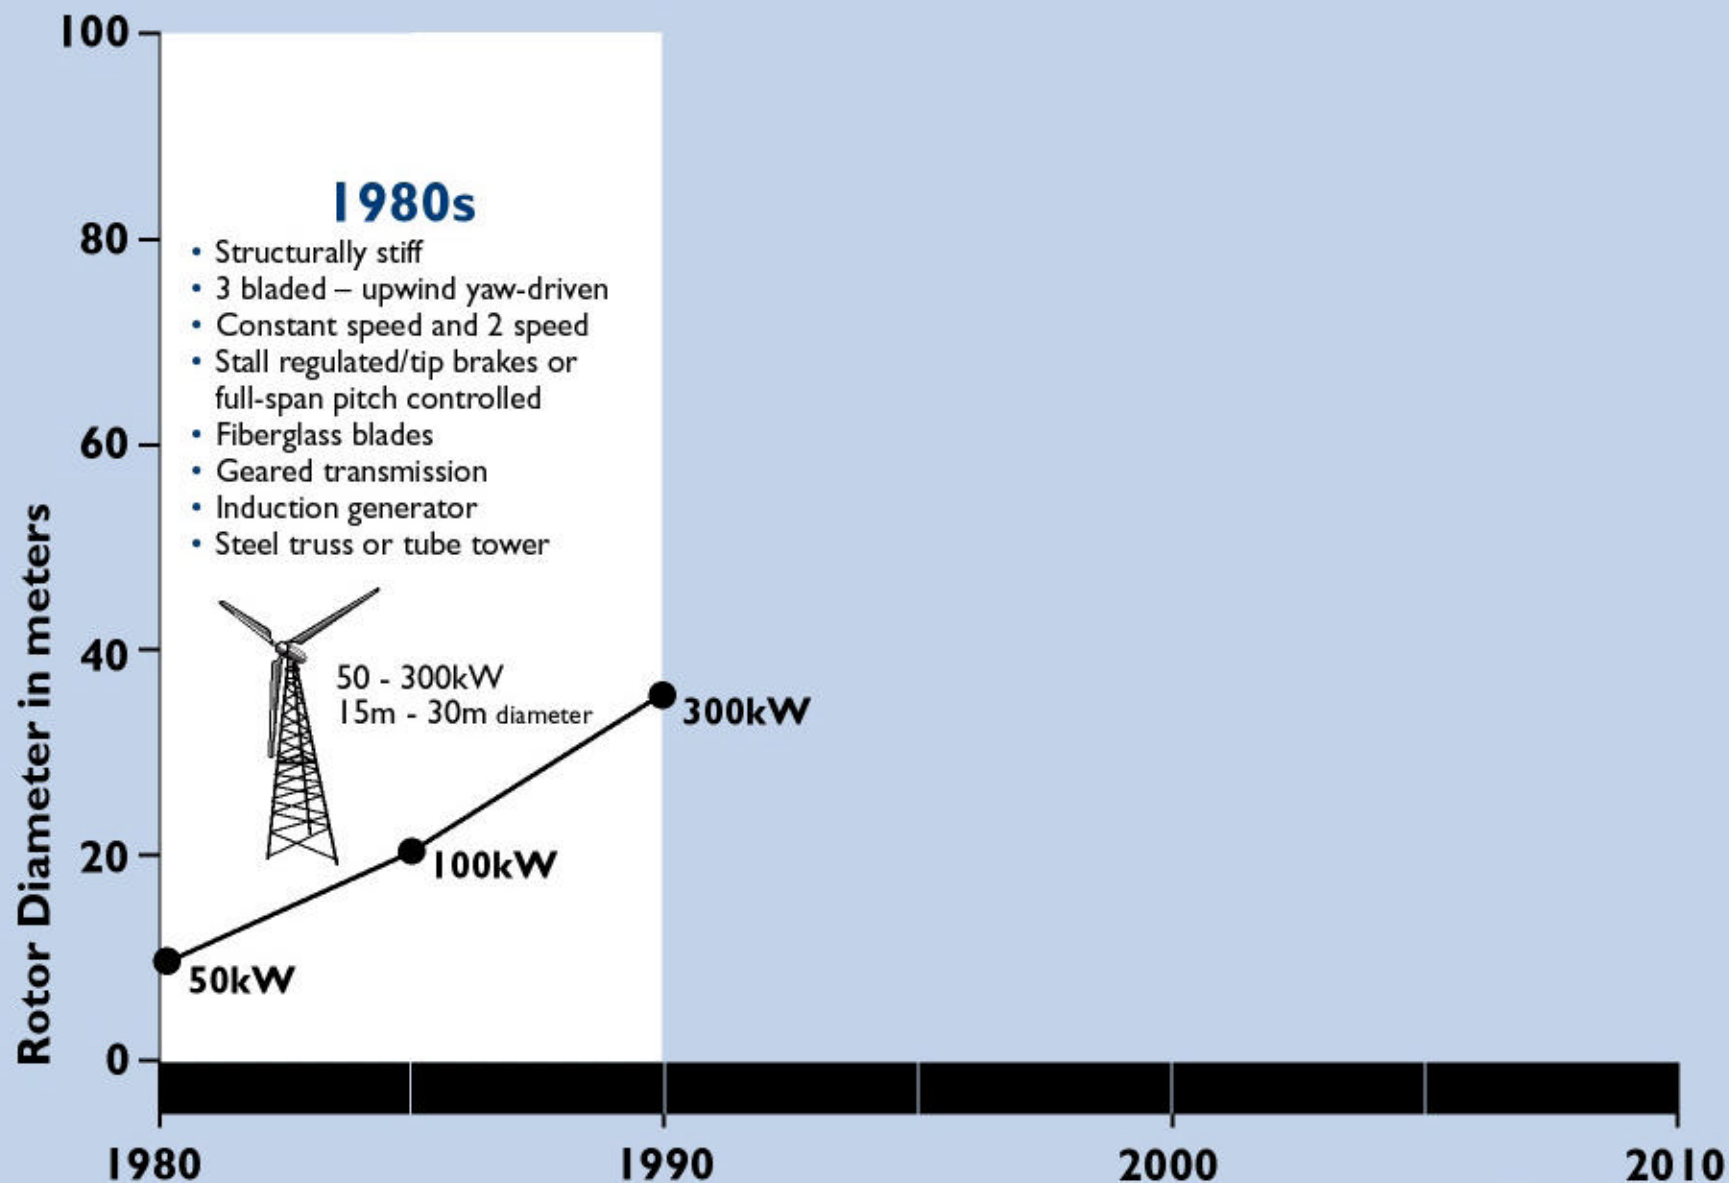 100
1980s
80
• Structurally stiff
• 3 bladed – upwind yaw-driven
• Constant speed and 2 speed
• Stall regulated/tip brakes or
full-span pitch controlled
60
• Fiberglass blades
• Geared transmission
• Induction generator
• Steel truss or tube tower
Rotor Diameter in meters
40
50 - 300kW
15m - 30m diameter
300kW
20
100kW
50kW
0
1980 1990 2000 2010